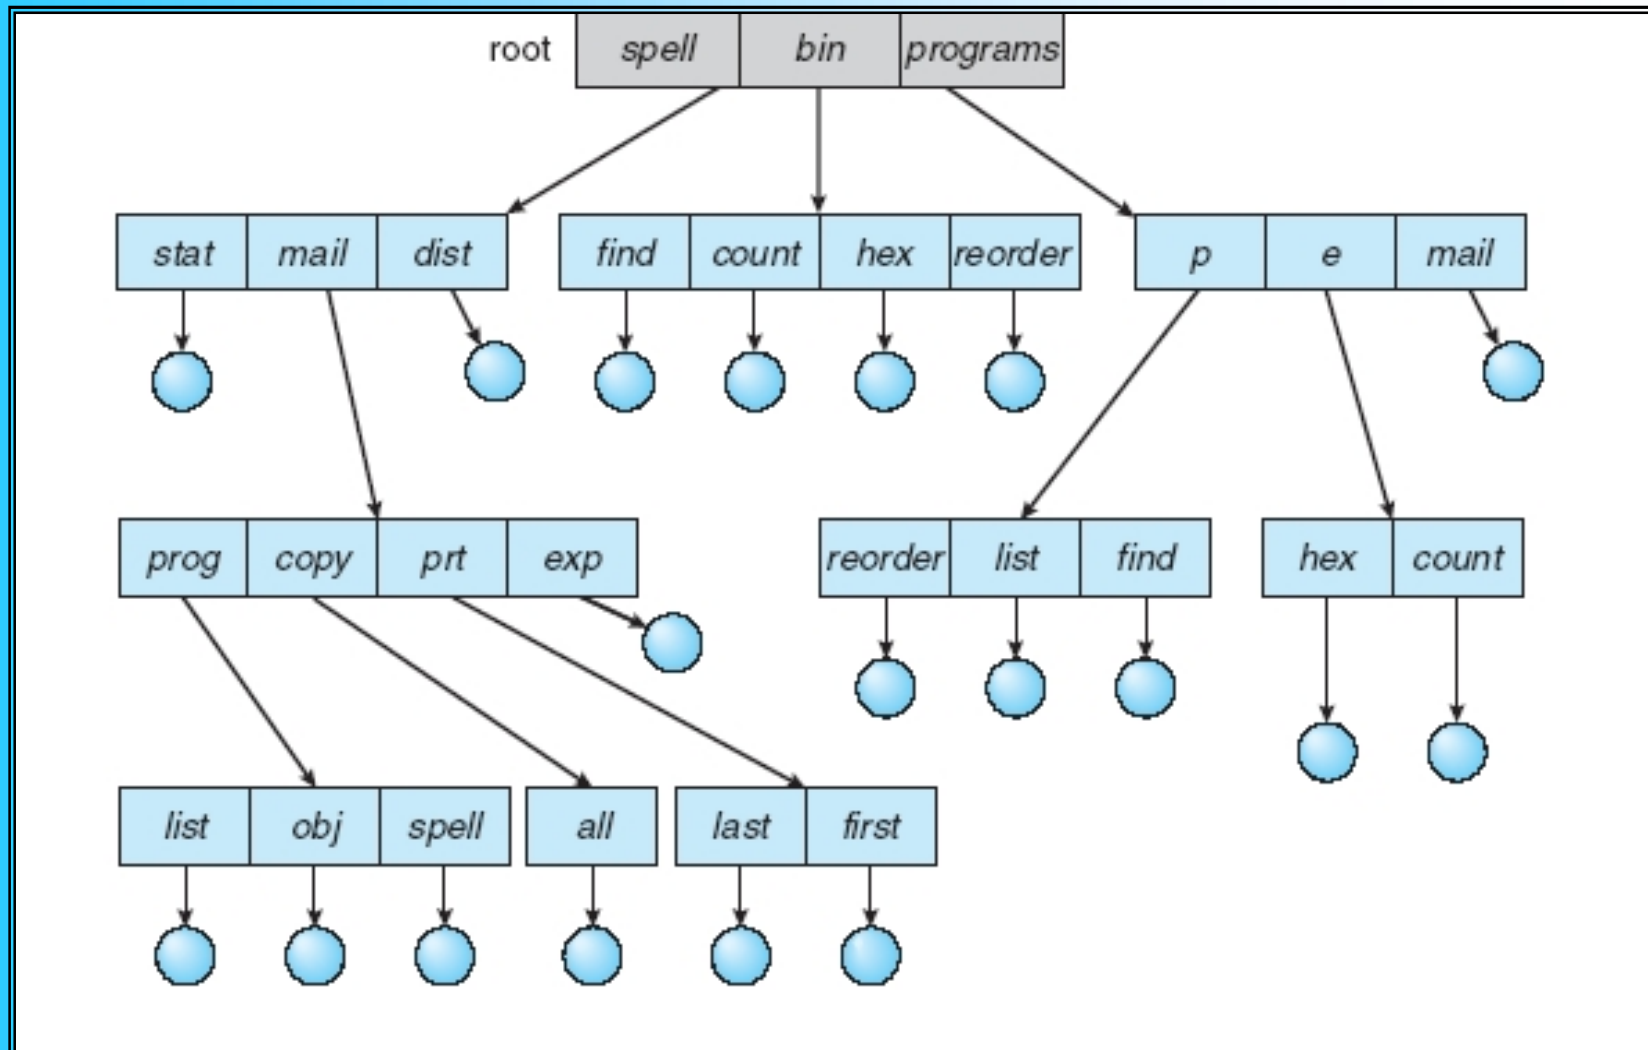 root spell bin programs
stat mail dist find count hex reorder p e mail
prog copy prt exp reorder list find hex count
list obj spell all last first